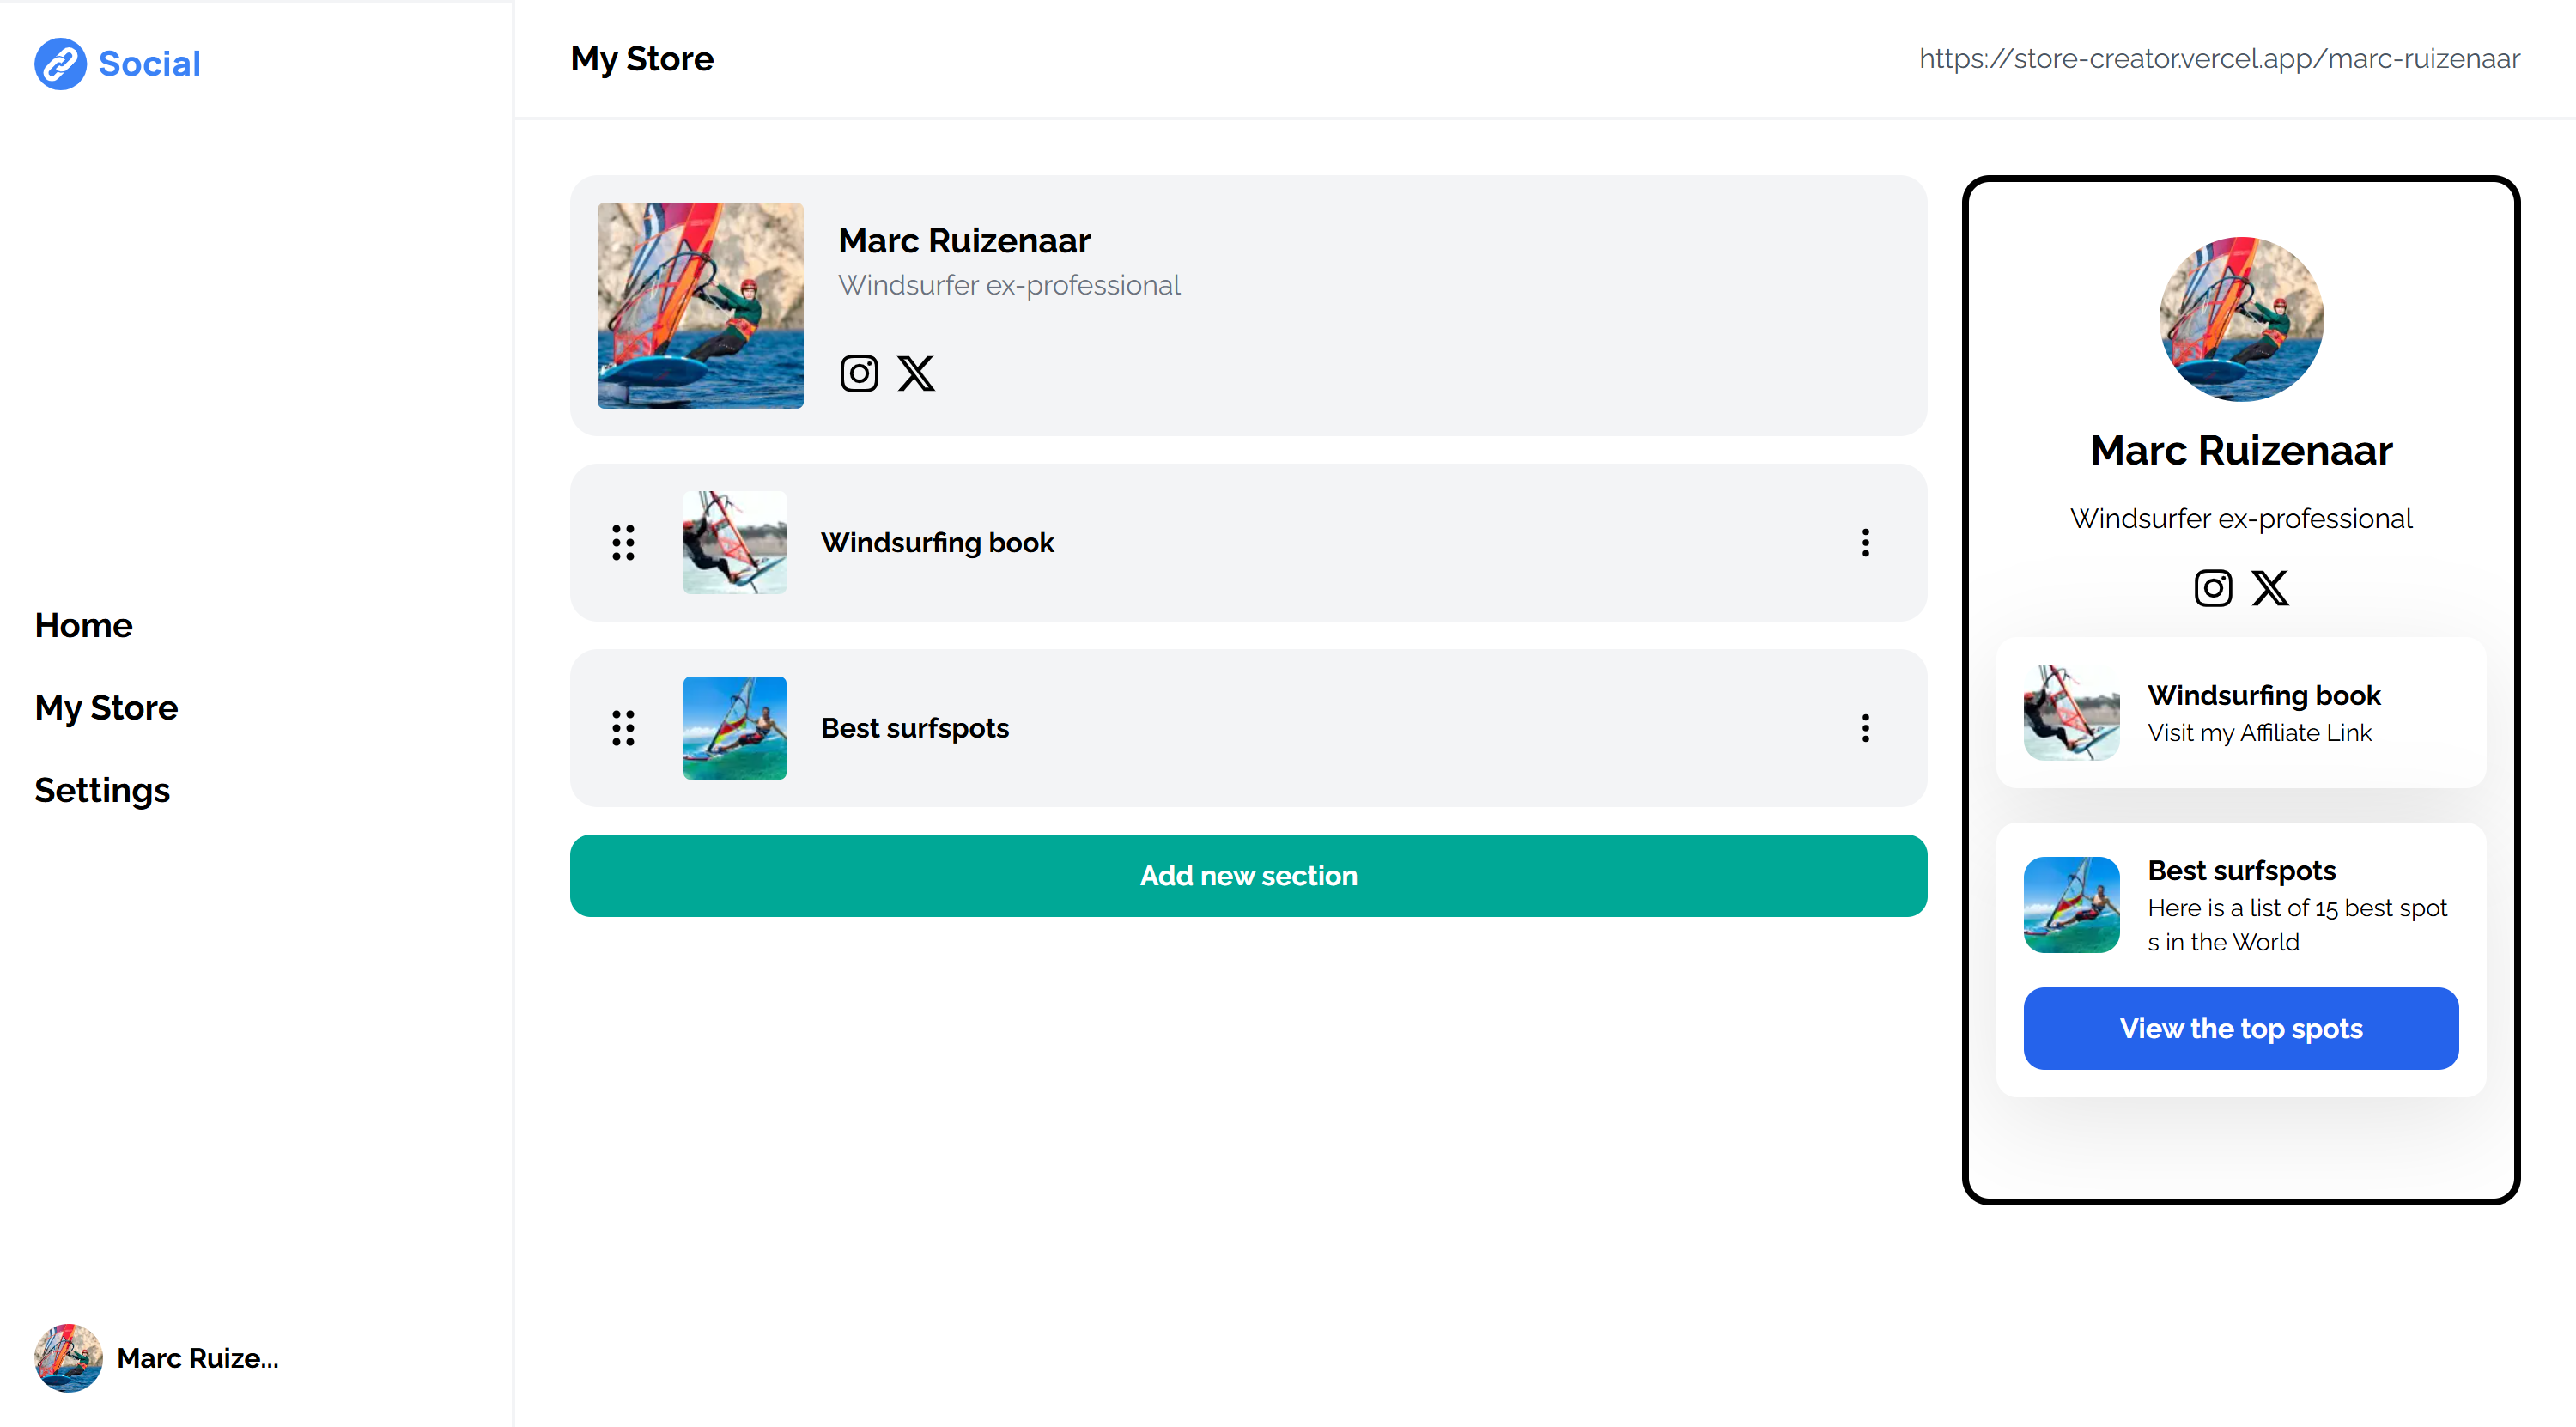 Social
Home
My Store
Settings
Marc Ruize...
My Store
https://store-creator.vercel.app/marc-ruizenaar
Marc Ruizenaar
Windsurfer ex-professional
Windsurfing book
Best surfspots
Add new section
Marc Ruizenaar
Windsurfer ex-professional
Windsurfing book
Visit my Affiliate Link
Best surfspots
Here is a list of 15 best spot
s in the World
View the top spots